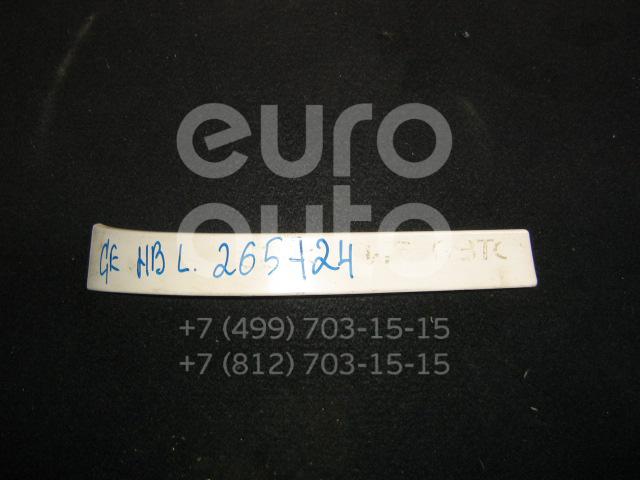 euro
auto
GE HB L. 265724
+7 (499) 703-15-15
+7 (812) 703-15-15